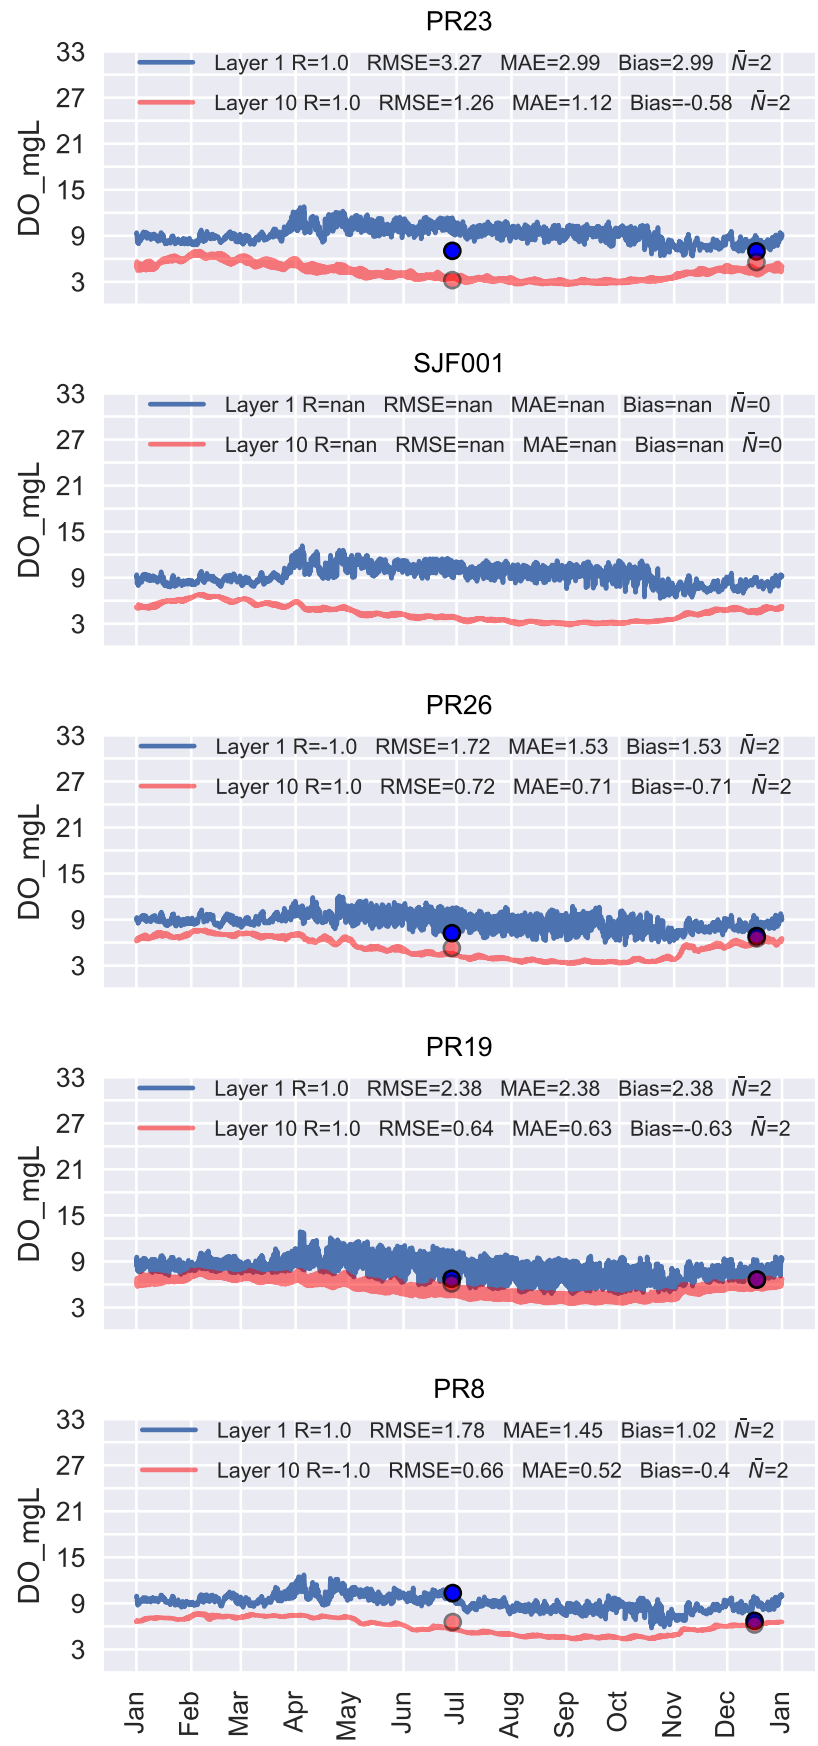 PR23
33
Layer 1 R=1.0 RMSE=3.27 MAE=2.99 Bias=2.99 N̄=2
27
Layer 10 R=1.0 RMSE=1.26 MAE=1.12 Bias=-0.58 N̄=2
21
15
9
3
DO_mgL
SJF001
33
Layer 1 R=nan RMSE=nan MAE=nan Bias=nan N̄=0
27
Layer 10 R=nan RMSE=nan MAE=nan Bias=nan N̄=0
21
15
9
3
DO_mgL
PR26
33
Layer 1 R=-1.0 RMSE=1.72 MAE=1.53 Bias=1.53 N̄=2
27
Layer 10 R=1.0 RMSE=0.72 MAE=0.71 Bias=-0.71 N̄=2
21
15
9
3
DO_mgL
PR19
33
Layer 1 R=1.0 RMSE=2.38 MAE=2.38 Bias=2.38 N̄=2
27
Layer 10 R=1.0 RMSE=0.64 MAE=0.63 Bias=-0.63 N̄=2
21
15
9
3
DO_mgL
PR8
33
Layer 1 R=1.0 RMSE=1.78 MAE=1.45 Bias=1.02 N̄=2
27
Layer 10 R=-1.0 RMSE=0.66 MAE=0.52 Bias=-0.4 N̄=2
21
15
9
3
DO_mgL
Jan Feb Mar Apr May Jun Jul Aug Sep Oct Nov Dec Jan